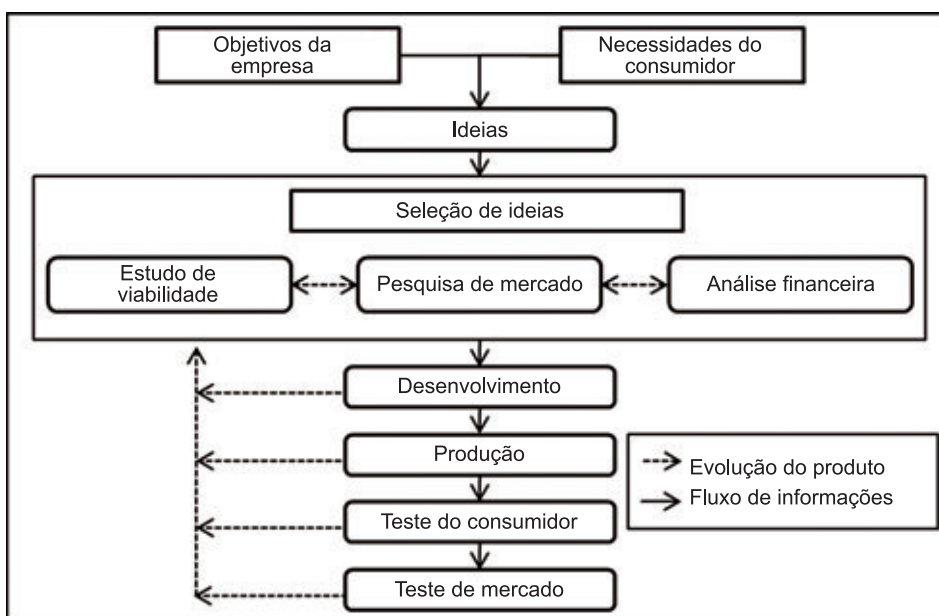 Objetivos da
empresa
Necessidades do
consumidor
Ideias
Seleção de ideias
Estudo de
viabilidade
Pesquisa de mercado
Análise financeira
Desenvolvimento
Produção
Teste do consumidor
Teste de mercado
Evolução do produto
Fluxo de informações